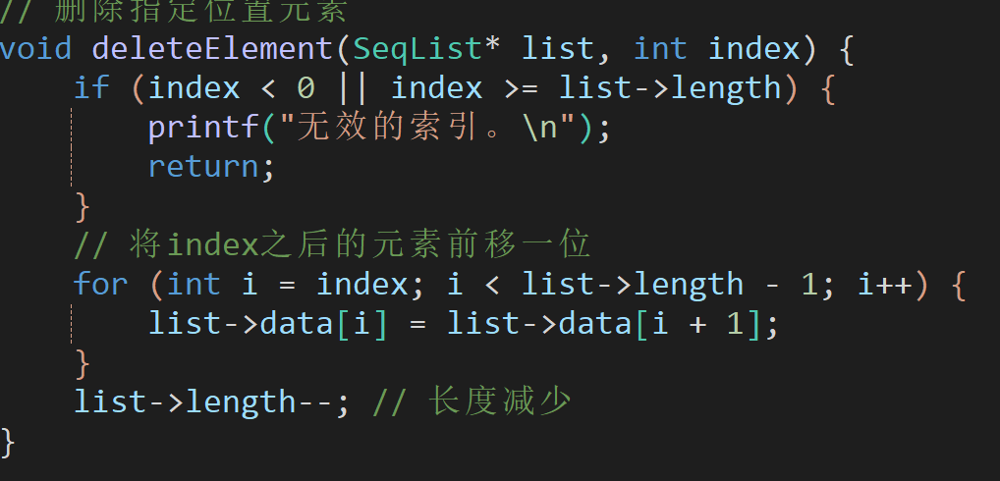 // 删除指定位置元素
void deleteElement(SeqList* list, int index) {
    if (index < 0 || index >= list->length) {
        printf("无效的索引。\n");
        return;
    }
    // 将index之后的元素前移一位
    for (int i = index; i < list->length - 1; i++) {
        list->data[i] = list->data[i + 1];
    }
    list->length--; // 长度减少
}